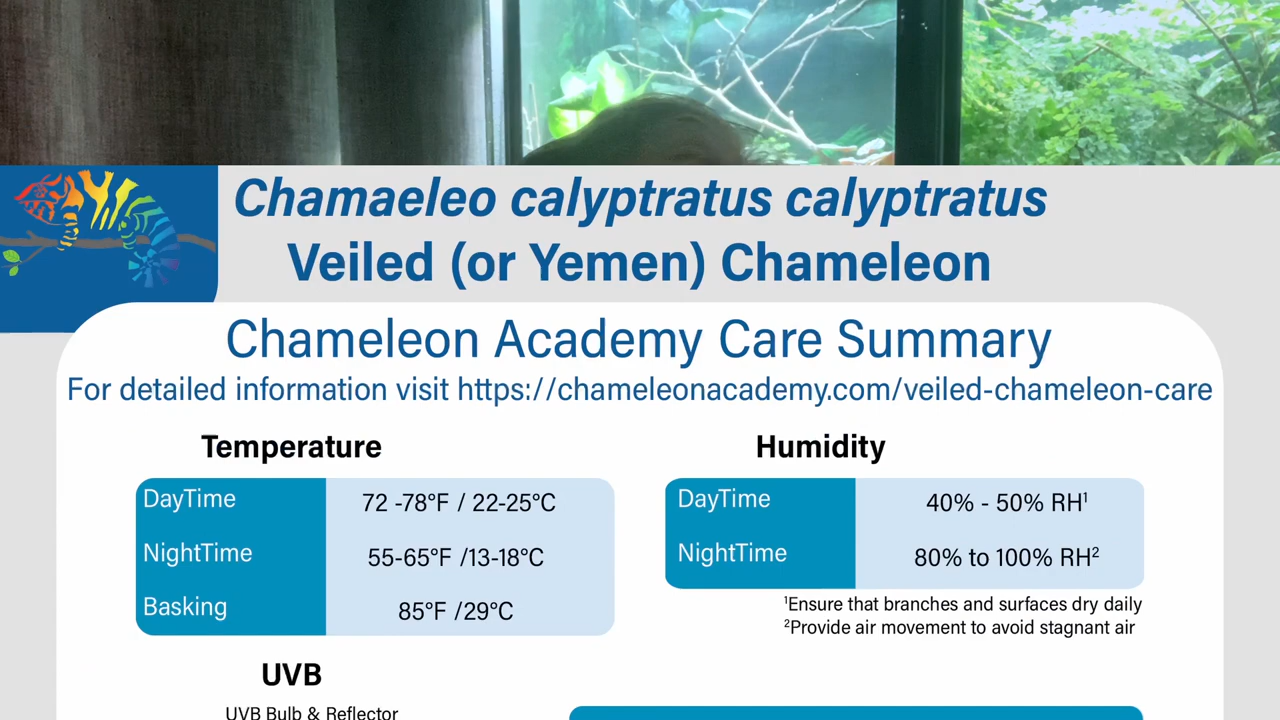 Chamaeleo calyptratus calyptratus
Veiled (or Yemen) Chameleon
Chameleon Academy Care Summary
For detailed information visit https://chameleonacademy.com/veiled-chameleon-care
Temperature
DayTime 72 -78°F / 22-25°C
NightTime 55-65°F /13-18°C
Basking 85°F /29°C
Humidity
DayTime 40% - 50% RH¹
NightTime 80% to 100% RH²
¹Ensure that branches and surfaces dry daily
²Provide air movement to avoid stagnant air
UVB
UVB Bulb & Reflector